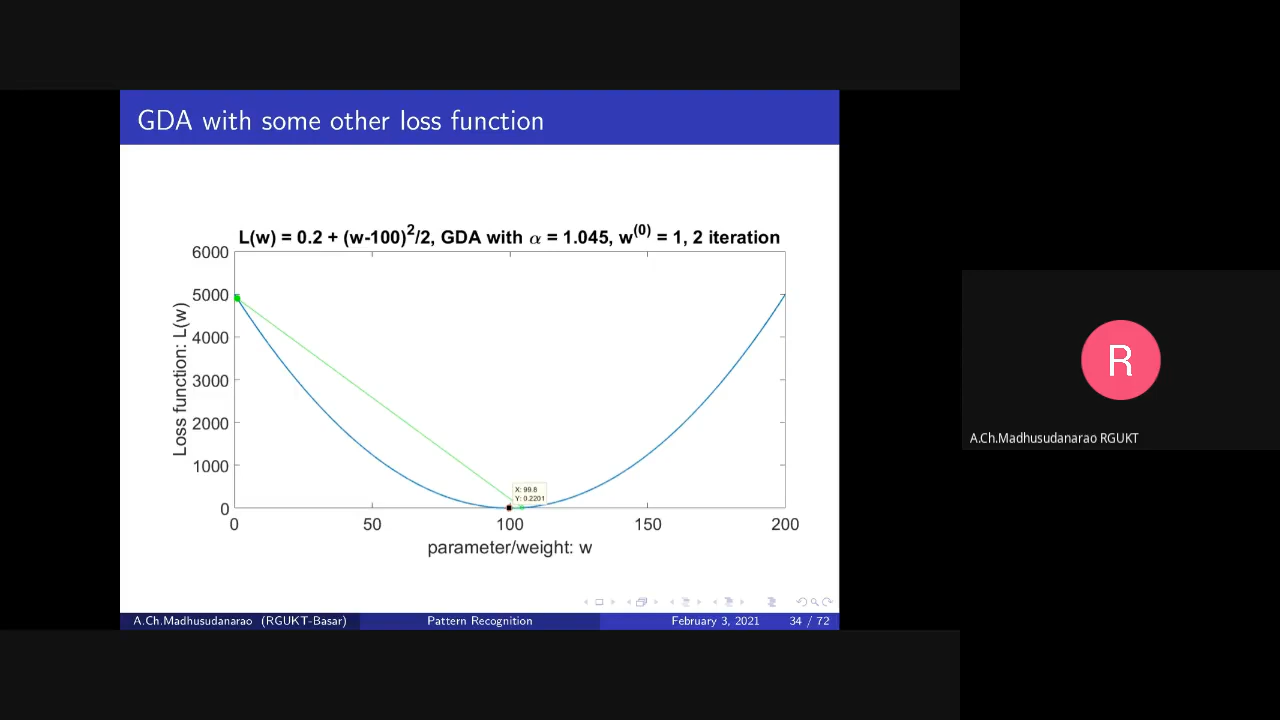 GDA with some other loss function
L(w) = 0.2 + (w-100)²/2, GDA with α = 1.045, w⁽⁰⁾ = 1, 2 iteration
6000
5000
4000
3000
2000
1000
0
Loss function: L(w)
X: 99.8
Y: 0.2201
0 50 100 150 200
parameter/weight: w
A.Ch.Madhusudanarao (RGUKT-Basar) Pattern Recognition February 3, 2021 34 / 72
R
A.Ch.Madhusudanarao RGUKT